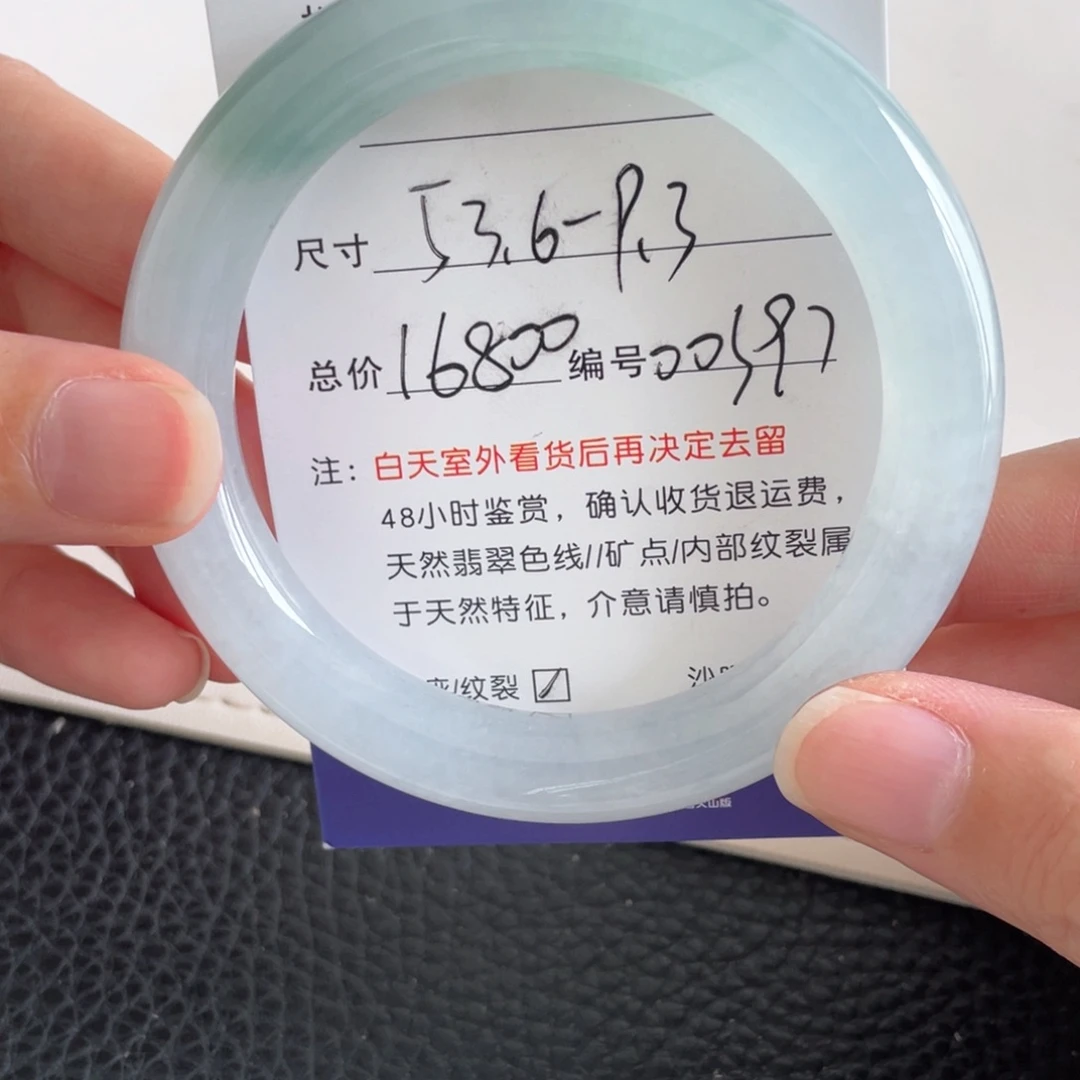 尺寸 53.6-9.3
总价 16800 编号 00597
注：白天室外看货后再决定去留
48小时鉴赏，确认收货退运费，
天然翡翠色线//矿点/内部纹裂属
于天然特征，介意请慎拍。
纹裂 ☑